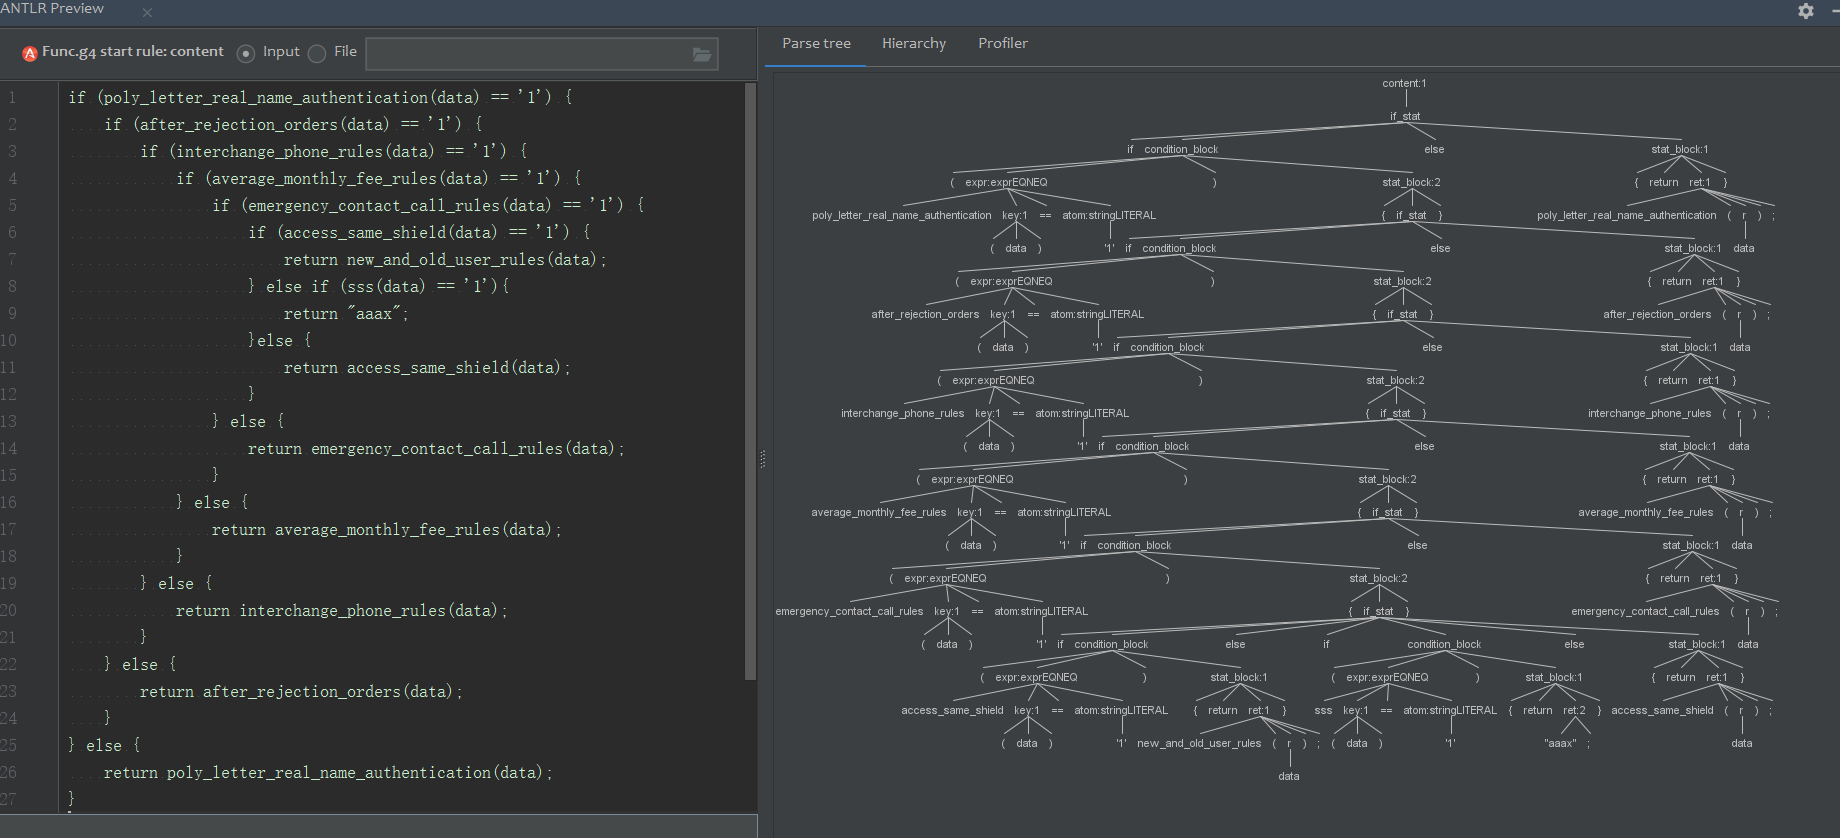 ANTLR Preview
Func.g4 start rule: content Input File
Parse tree Hierarchy Profiler
1 if (poly_letter_real_name_authentication(data) == '1') {
2 if (after_rejection_orders(data) == '1') {
3 if (interchange_phone_rules(data) == '1') {
4 if (average_monthly_fee_rules(data) == '1') {
5 if (emergency_contact_call_rules(data) == '1') {
6 if (access_same_shield(data) == '1') {
7 return new_and_old_user_rules(data);
8 } else if (sss(data) == '1'){
9 return "aaax";
10 }else {
11 return access_same_shield(data);
12 }
13 } else {
14 return emergency_contact_call_rules(data);
15 }
16 } else {
17 return average_monthly_fee_rules(data);
18 }
19 } else {
20 return interchange_phone_rules(data);
21 }
22 } else {
23 return after_rejection_orders(data);
24 }
25 } else {
26 return poly_letter_real_name_authentication(data);
27 }
content:1
if_stat
if condition_block else stat_block:1
( expr:exprEQNEQ ) stat_block:2 { return ret:1 }
poly_letter_real_name_authentication key:1 == atom:stringLITERAL { if_stat } poly_letter_real_name_authentication ( r ) ;
( data ) '1' if condition_block else stat_block:1 data
( expr:exprEQNEQ ) stat_block:2 { return ret:1 }
after_rejection_orders key:1 == atom:stringLITERAL { if_stat } after_rejection_orders ( r ) ;
( data ) '1' if condition_block else stat_block:1 data
( expr:exprEQNEQ ) stat_block:2 { return ret:1 }
interchange_phone_rules key:1 == atom:stringLITERAL { if_stat } interchange_phone_rules ( r ) ;
( data ) '1' if condition_block else stat_block:1 data
( expr:exprEQNEQ ) stat_block:2 { return ret:1 }
average_monthly_fee_rules key:1 == atom:stringLITERAL { if_stat } average_monthly_fee_rules ( r ) ;
( data ) '1' if condition_block else stat_block:1 data
( expr:exprEQNEQ ) stat_block:2 { return ret:1 }
emergency_contact_call_rules key:1 == atom:stringLITERAL { if_stat } emergency_contact_call_rules ( r ) ;
( data ) '1' if condition_block else if condition_block else stat_block:1 data
( expr:exprEQNEQ ) stat_block:1 ( expr:exprEQNEQ ) stat_block:1 { return ret:1 }
access_same_shield key:1 == atom:stringLITERAL { return ret:1 } sss key:1 == atom:stringLITERAL { return ret:2 } access_same_shield ( r ) ;
( data ) '1' new_and_old_user_rules ( r ) ; ( data ) '1' "aaax" ; data
data